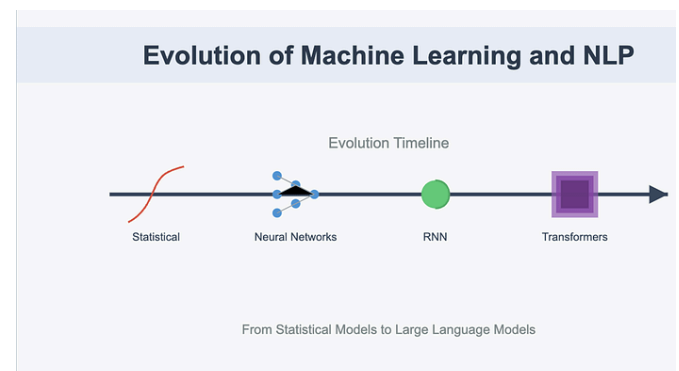 Evolution of Machine Learning and NLP
Evolution Timeline
Statistical
Neural Networks
RNN
Transformers
From Statistical Models to Large Language Models